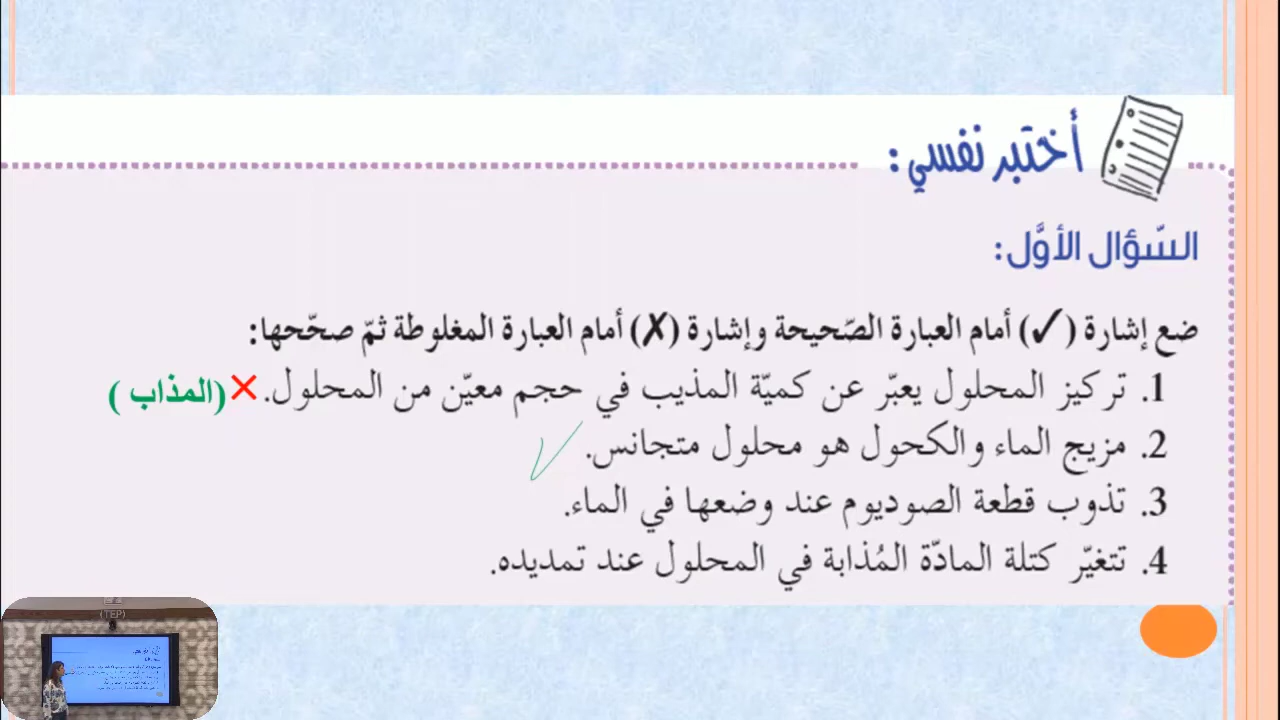 أختبر نفسي:
السّؤال الأوَّل:
ضع إشارة (✓) أمام العبارة الصّحيحة وإشارة (✗) أمام العبارة المغلوطة ثمّ صحّحها:
1. تركيز المحلول يعبّر عن كميّة المذيب في حجم معيّن من المحلول. ✕ (المذاب )
2. مزيج الماء والكحول هو محلول متجانس. ✓
3. تذوب قطعة الصوديوم عند وضعها في الماء.
4. تتغيّر كتلة المادّة المُذابة في المحلول عند تمديده.
(TEP)